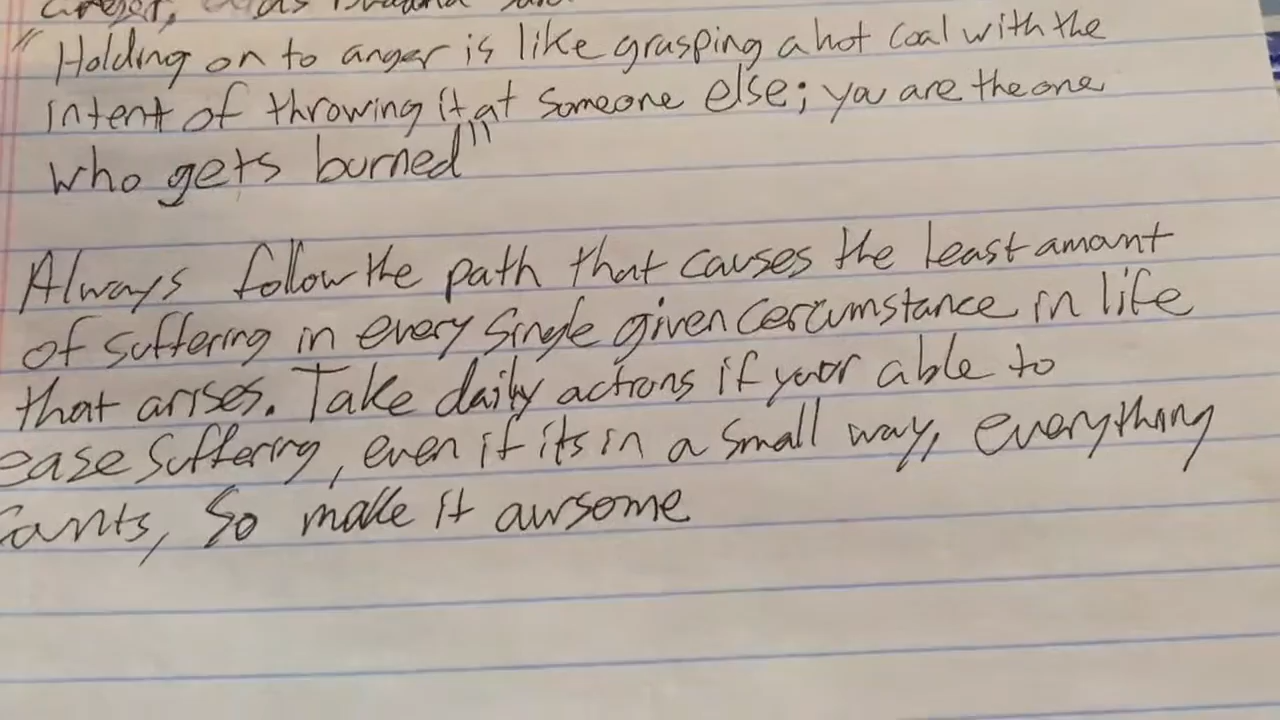 "Holding on to anger is like grasping a hot coal with the
intent of throwing it at someone else; you are the one
who gets burned"
Always follow the path that causes the least amount
of suffering in every single given cercumstance in life
that arises. Take daily actions if your able to
ease suffering, even if its in a small way, everything
counts, So make it awsome